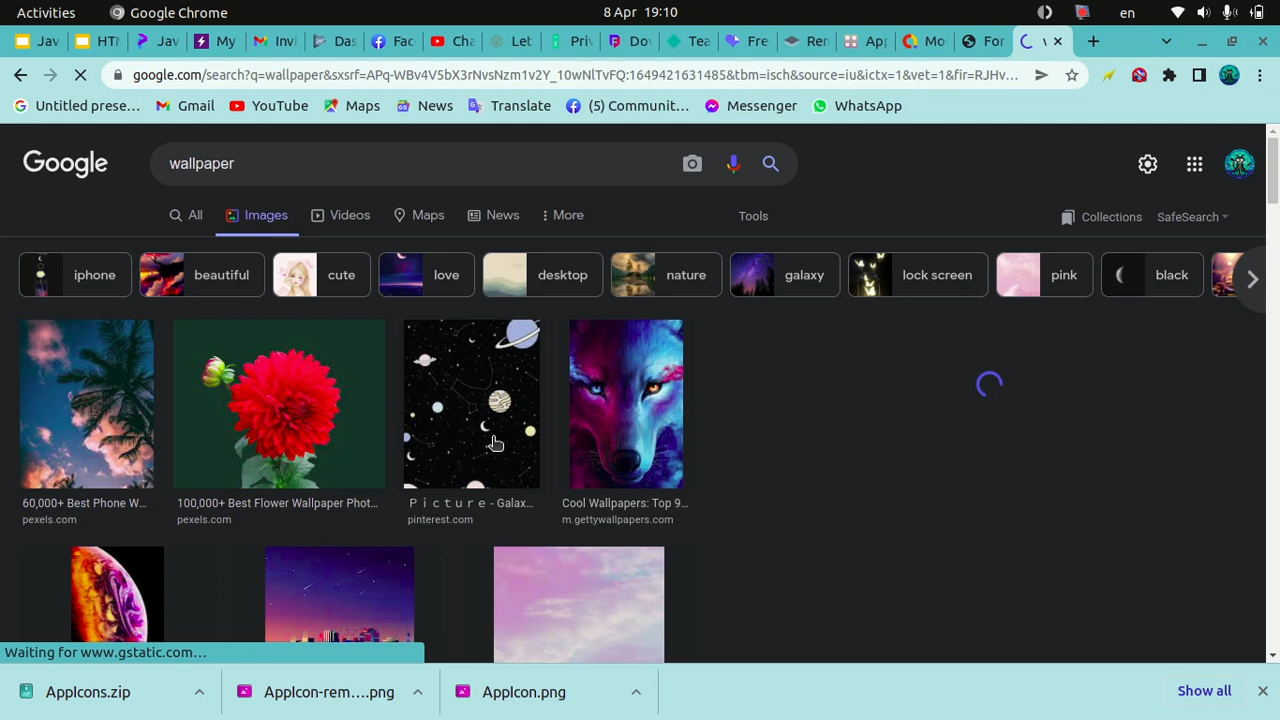 Activities Google Chrome 8 Apr 19:10 en
Jav HTM Jav My Invi Das Fac Cha Let Priv Dov Tea Fre Ren App Mo For
google.com/search?q=wallpaper&sxsrf=APq-WBv4V5bX3rNvsNzm1v2Y_10wNlTvFQ:1649421631485&tbm=isch&source=iu&ictx=1&vet=1&fir=RJHv...
Untitled prese... Gmail YouTube Maps News Translate (5) Communit... Messenger WhatsApp
Google wallpaper
All Images Videos Maps News More Tools Collections SafeSearch
iphone beautiful cute love desktop nature galaxy lock screen pink black
60,000+ Best Phone W... 100,000+ Best Flower Wallpaper Phot... P i c t u r e - Galax... Cool Wallpapers: Top 9...
pexels.com pexels.com pinterest.com m.gettywallpapers.com
Waiting for www.gstatic.com...
AppIcons.zip AppIcon-rem....png AppIcon.png Show all